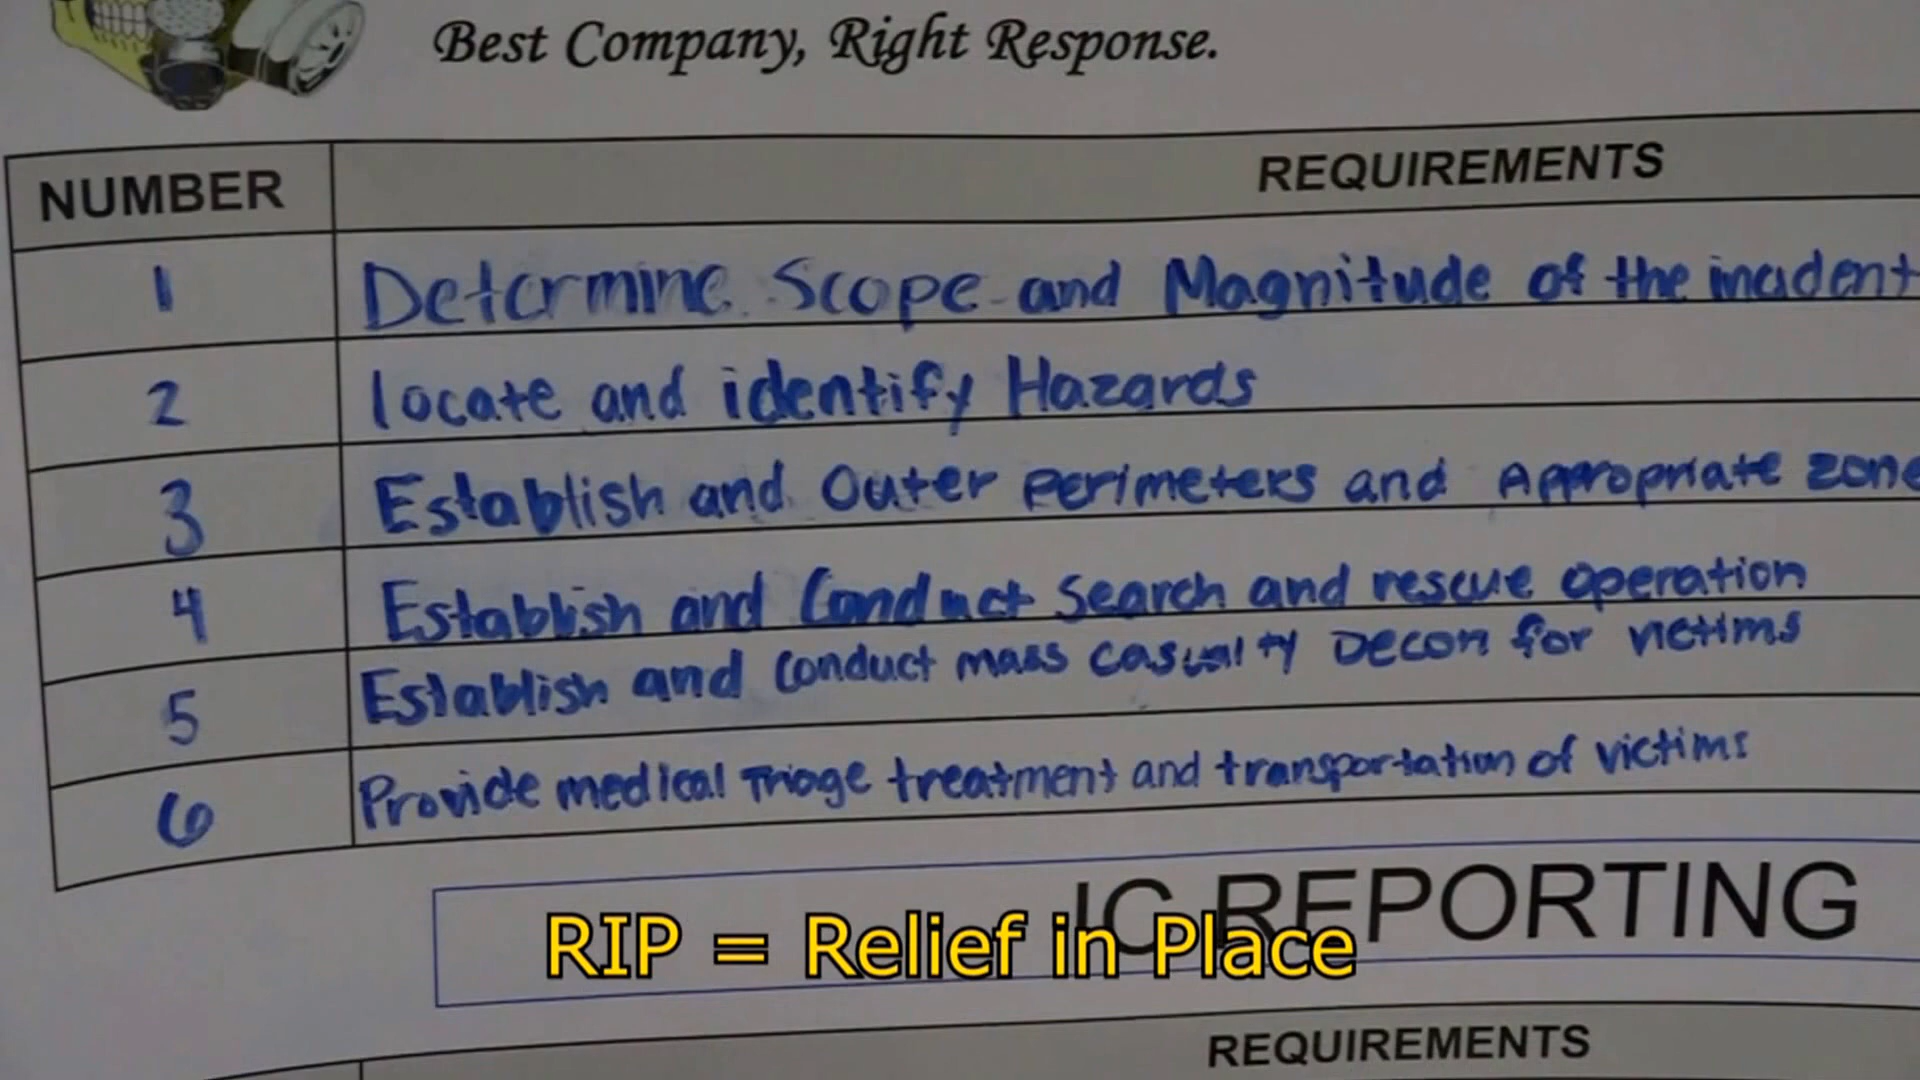 Best Company, Right Response.
NUMBER REQUIREMENTS
1 Determine Scope and Magnitude of the incident
2 locate and identify Hazards
3 Establish and Outer perimeters and Appropriate zone
4 Establish and Conduct Search and rescue operation
5 Establish and Conduct mass casualty Decon for victims
6 Provide medical Triage treatment and transportation of victims
IC REPORTING
RIP = Relief in Place
REQUIREMENTS